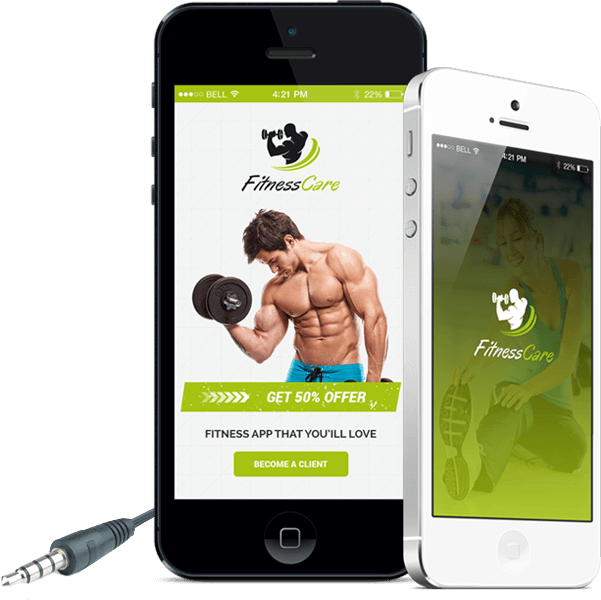 BELL 4:21 PM 22%
FitnessCare
GET 50% OFFER
FITNESS APP THAT YOU'ILL LOVE
BECOME A CLIENT
BELL 4:21 PM 22%
FitnessCare